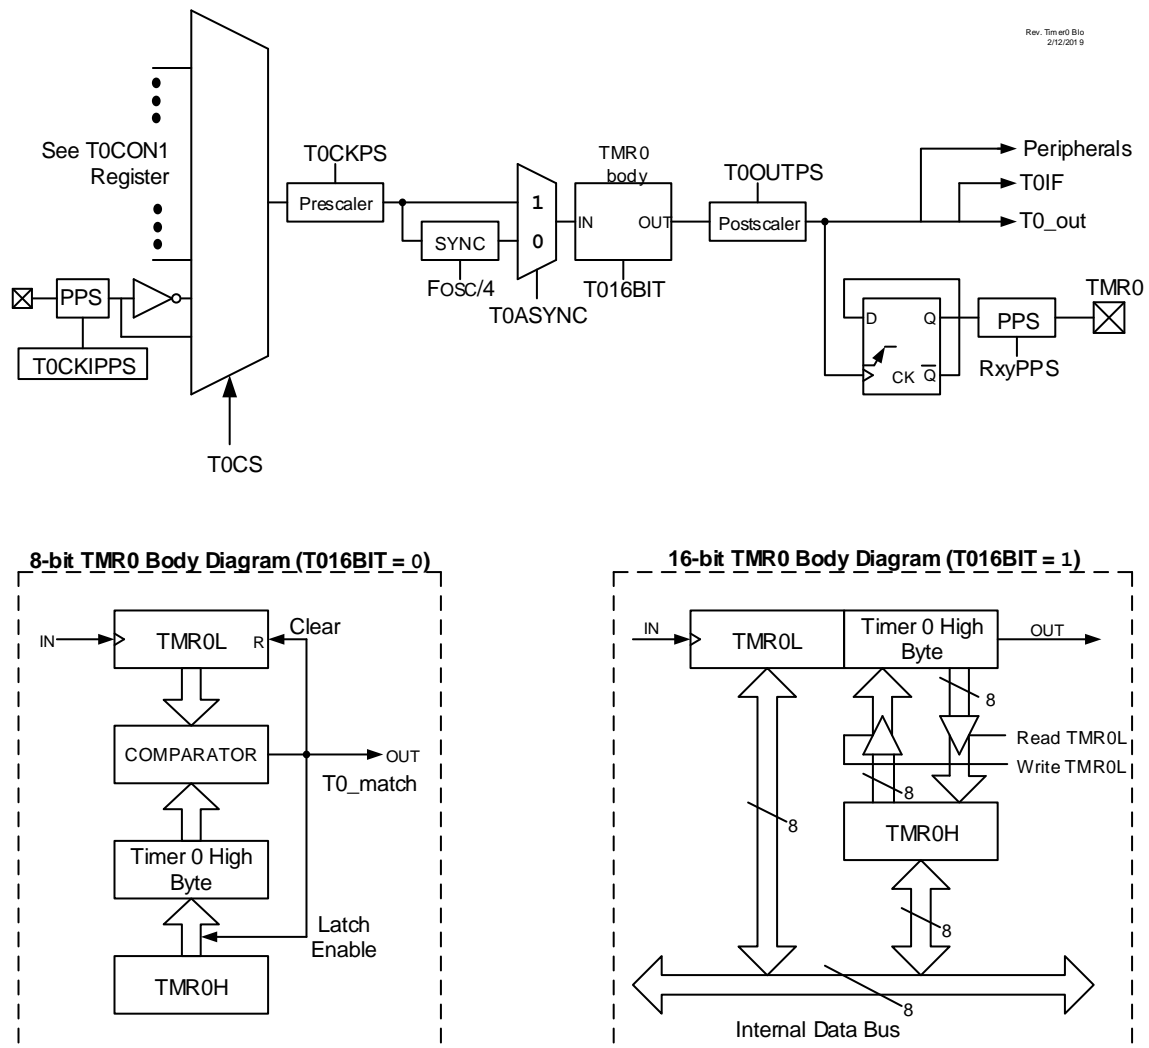 Rev. Timer0 Blo
2/12/2019
See T0CON1
Register
PPS
T0CKIPPS
T0CS
T0CKPS
Prescaler
SYNC
FOSC/4
1
0
T0ASYNC
TMR0
body
IN
OUT
T016BIT
T0OUTPS
Postscaler
Peripherals
T0IF
T0_out
D
Q
CK
Q
PPS
RxyPPS
TMR0
8-bit TMR0 Body Diagram (T016BIT = 0)
IN
TMR0L
R
Clear
COMPARATOR
OUT
T0_match
Timer 0 High
Byte
Latch
Enable
TMR0H
16-bit TMR0 Body Diagram (T016BIT = 1)
IN
TMR0L
Timer 0 High
Byte
OUT
8
Read TMR0L
Write TMR0L
8
8
TMR0H
8
8
Internal Data Bus